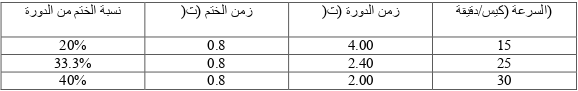 السرعة (كيس/دقيقة( زمن الدورة (ث( زمن الختم (ث( نسبة الختم من الدورة
15 4.00 0.8 20%
25 2.40 0.8 33.3%
30 2.00 0.8 40%